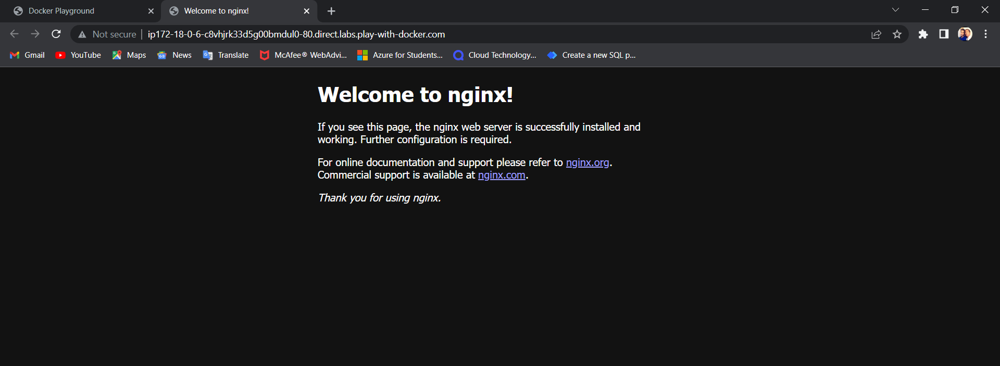 Docker Playground
Welcome to nginx!
Not secure
ip172-18-0-6-c8vhjrk33d5g00bmdul0-80.direct.labs.play-with-docker.com
Gmail
YouTube
Maps
News
Translate
McAfee® WebAdvi...
Azure for Students...
Cloud Technology...
Create a new SQL p...
Welcome to nginx!
If you see this page, the nginx web server is successfully installed and
working. Further configuration is required.
For online documentation and support please refer to nginx.org.
Commercial support is available at nginx.com.
Thank you for using nginx.